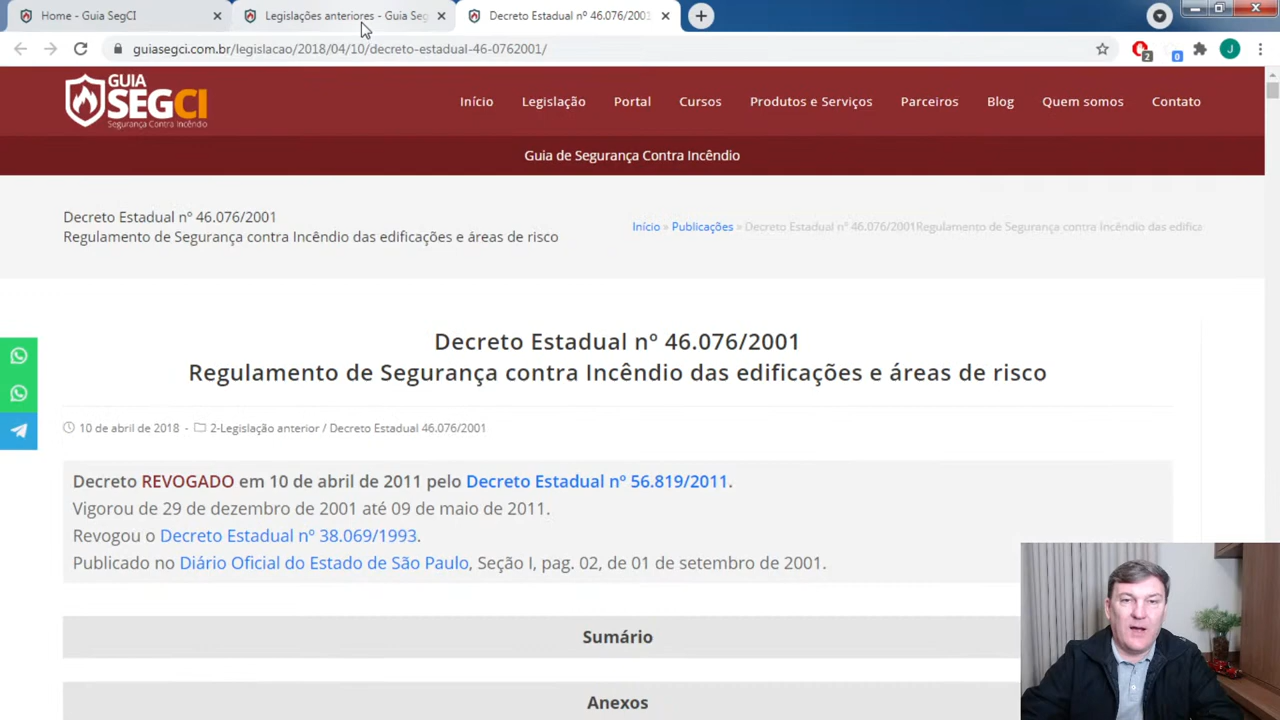 Home - Guia SegCI
Legislações anteriores - Guia Seg
Decreto Estadual nº 46.076/2001
guiasegci.com.br/legislacao/2018/04/10/decreto-estadual-46-0762001/
2
0
J
GUIA
SEGCI
Segurança Contra Incêndio
Início
Legislação
Portal
Cursos
Produtos e Serviços
Parceiros
Blog
Quem somos
Contato
Guia de Segurança Contra Incêndio
Decreto Estadual nº 46.076/2001
Regulamento de Segurança contra Incêndio das edificações e áreas de risco
Início » Publicações » Decreto Estadual nº 46.076/2001Regulamento de Segurança contra Incêndio das edifica
Decreto Estadual nº 46.076/2001
Regulamento de Segurança contra Incêndio das edificações e áreas de risco
10 de abril de 2018 - 2-Legislação anterior / Decreto Estadual 46.076/2001
Decreto REVOGADO em 10 de abril de 2011 pelo Decreto Estadual nº 56.819/2011.
Vigorou de 29 de dezembro de 2001 até 09 de maio de 2011.
Revogou o Decreto Estadual nº 38.069/1993.
Publicado no Diário Oficial do Estado de São Paulo, Seção I, pag. 02, de 01 de setembro de 2001.
Sumário
Anexos